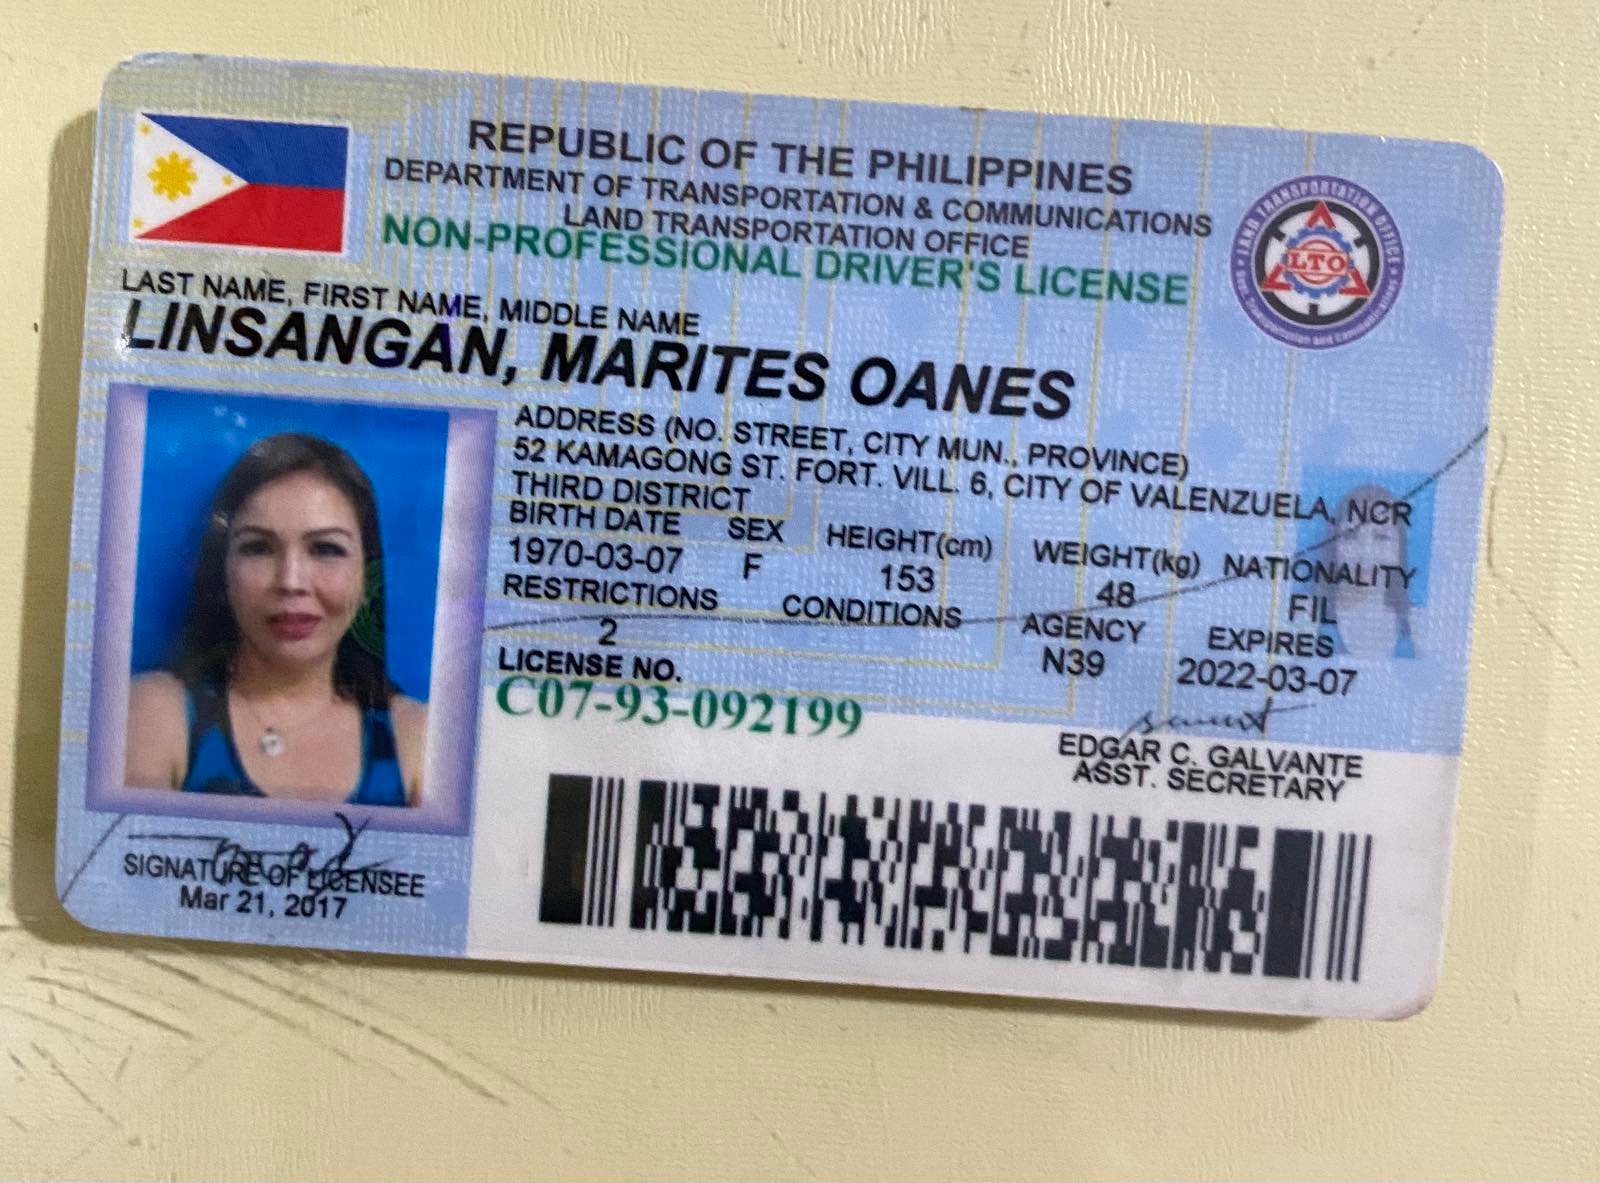 REPUBLIC OF THE PHILIPPINES
DEPARTMENT OF TRANSPORTATION & COMMUNICATIONS
LAND TRANSPORTATION OFFICE
NON-PROFESSIONAL DRIVER'S LICENSE
LAND TRANSPORTATION OFFICE
LTO
LAST NAME, FIRST NAME, MIDDLE NAME
LINSANGAN, MARITES OANES
ADDRESS (NO. STREET, CITY MUN., PROVINCE)
52 KAMAGONG ST. FORT. VILL. 6, CITY OF VALENZUELA, NCR
THIRD DISTRICT
BIRTH DATE SEX HEIGHT(cm) WEIGHT(kg) NATIONALITY
1970-03-07 F 153 48 FIL
RESTRICTIONS CONDITIONS AGENCY EXPIRES
2 N39 2022-03-07
LICENSE NO.
C07-93-092199
EDGAR C. GALVANTE
ASST. SECRETARY
SIGNATURE OF LICENSEE
Mar 21, 2017